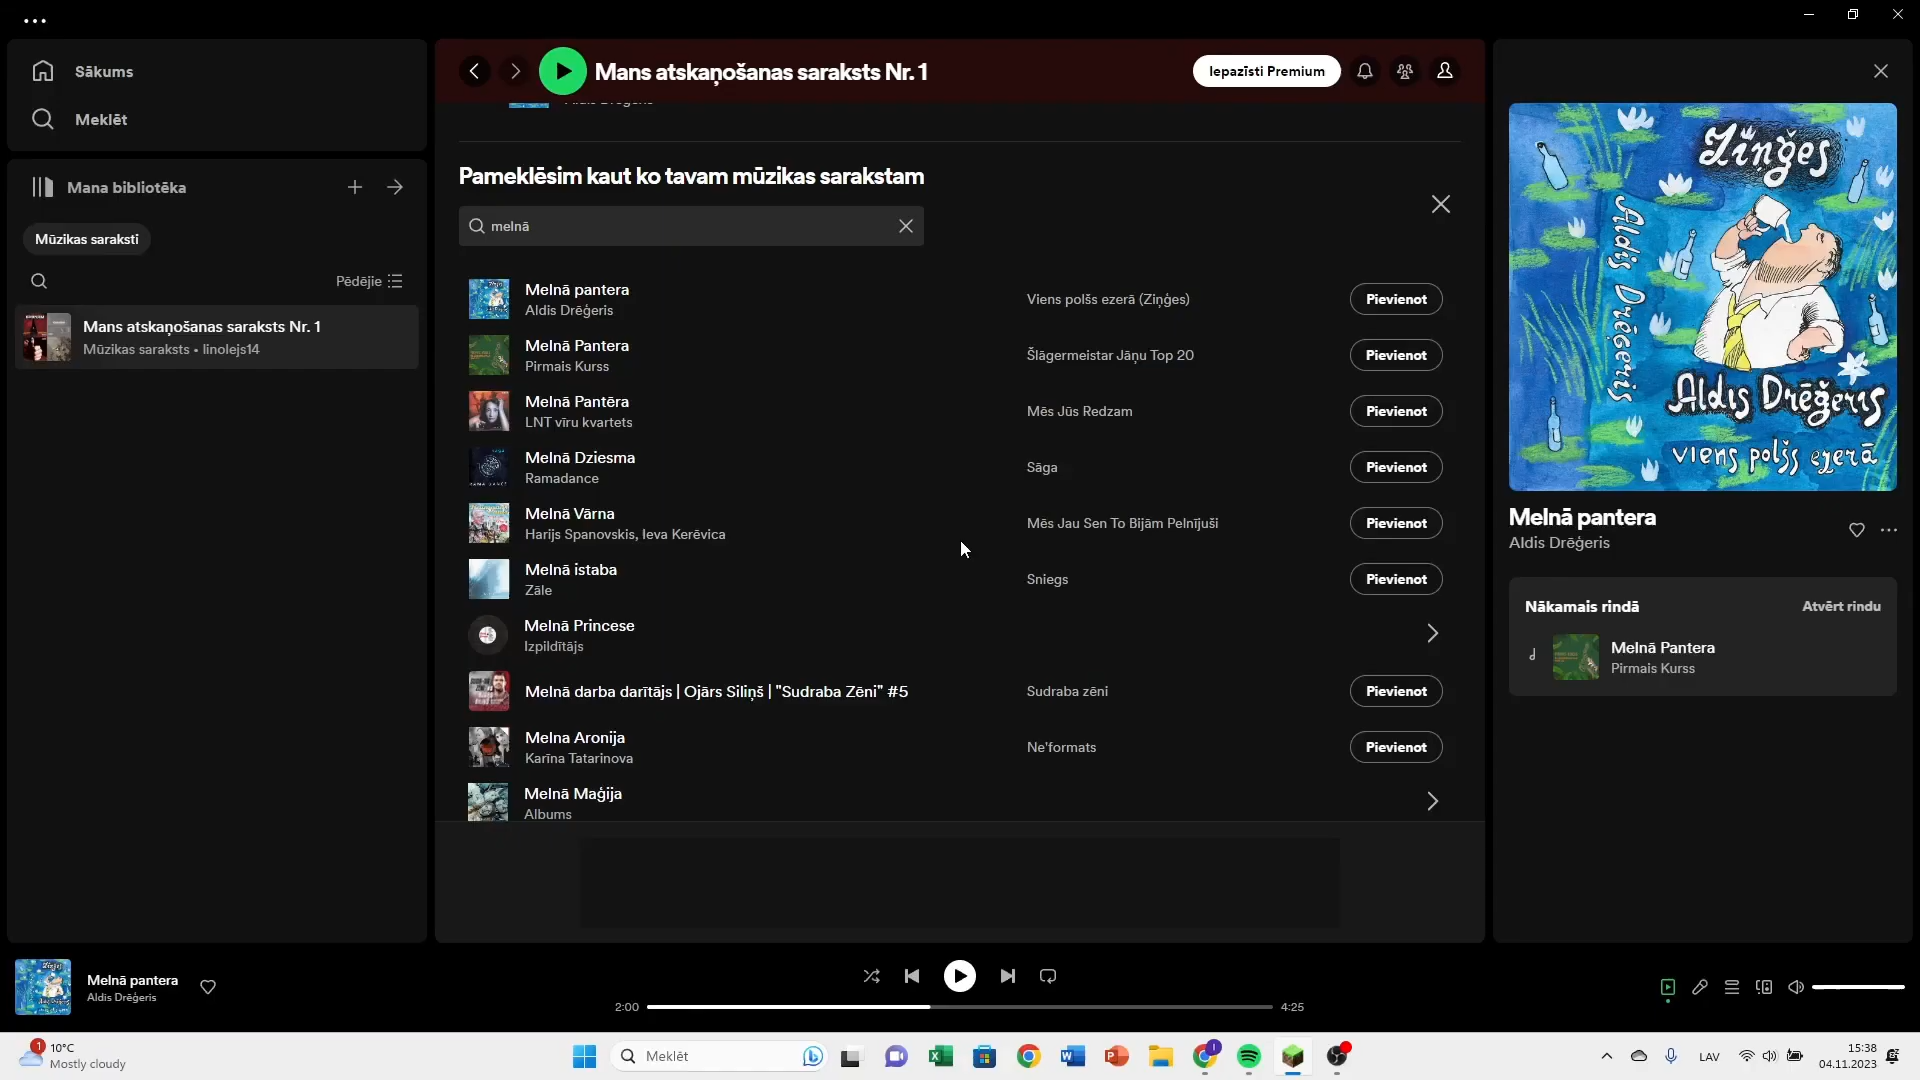 Sākums
Meklēt
Mana bibliotēka
Mūzikas saraksti
Pēdējie
Mans atskaņošanas saraksts Nr. 1
Mūzikas saraksts • linolejs14
Mans atskaņošanas saraksts Nr. 1
Iepazīsti Premium
Pameklēsim kaut ko tavam mūzikas sarakstam
melnā
Melnā pantera
Aldis Drēģeris
Viens polšs ezerā (Ziņģes)
Pievienot
Melnā Pantera
Pirmais Kurss
Šlāgermeistar Jāņu Top 20
Pievienot
Melnā Pantēra
LNT vīru kvartets
Mēs Jūs Redzam
Pievienot
Melnā Dziesma
Ramadance
Sāga
Pievienot
Melnā Vārna
Harijs Spanovskis, Ieva Kerēvica
Mēs Jau Sen To Bijām Pelnījuši
Pievienot
Melnā istaba
Zāle
Sniegs
Pievienot
Melnā Princese
Izpildītājs
Melnā darba darītājs | Ojārs Siliņš | "Sudraba Zēni" #5
Sudraba zēni
Pievienot
Melna Aronija
Karīna Tatarinova
Ne'formats
Pievienot
Melnā Maģija
Albums
Ziņģes
Aldis Drēģeris
Aldis Drēģeris
viens polšs ezerā
Melnā pantera
Aldis Drēģeris
Nākamais rindā
Atvērt rindu
Melnā Pantera
Pirmais Kurss
Melnā pantera
Aldis Drēģeris
2:00
4:25
1
10°C
Mostly cloudy
Meklēt
LAV
15:38
04.11.2023